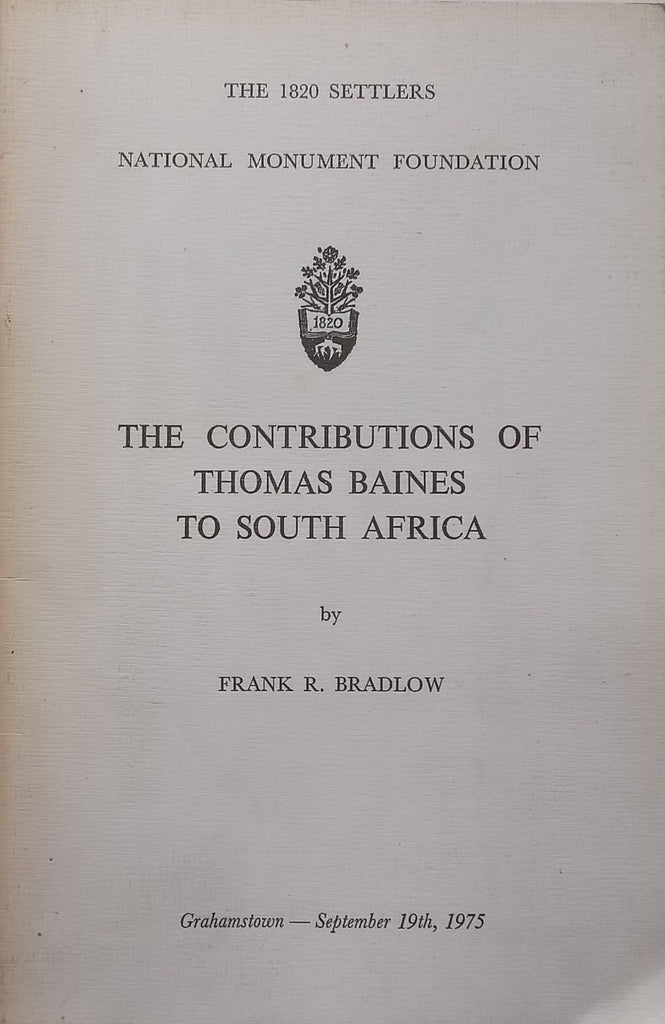 THE 1820 SETTLERS
NATIONAL MONUMENT FOUNDATION
1820
THE CONTRIBUTIONS OF
THOMAS BAINES
TO SOUTH AFRICA
by
FRANK R. BRADLOW
Grahamstown — September 19th, 1975